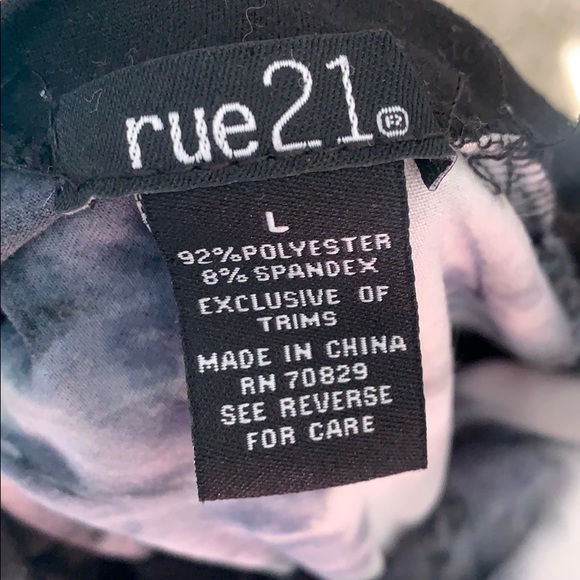 rue21
L
92%POLYESTER
8% SPANDEX
EXCLUSIVE OF
TRIMS
MADE IN CHINA
RN 70829
SEE REVERSE
FOR CARE